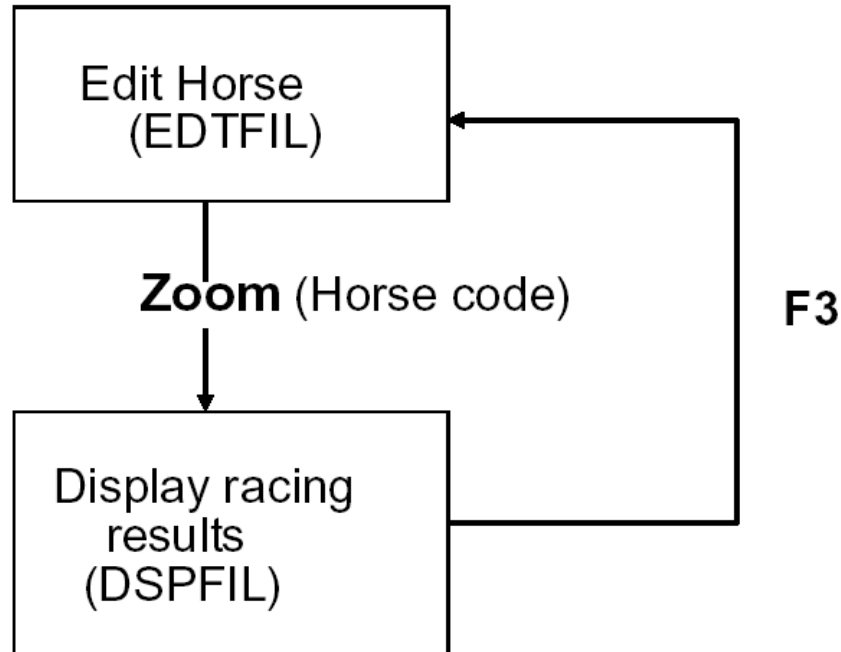 Edit Horse
(EDTFIL)
Zoom (Horse code)
F3
Display racing
results
(DSPFIL)